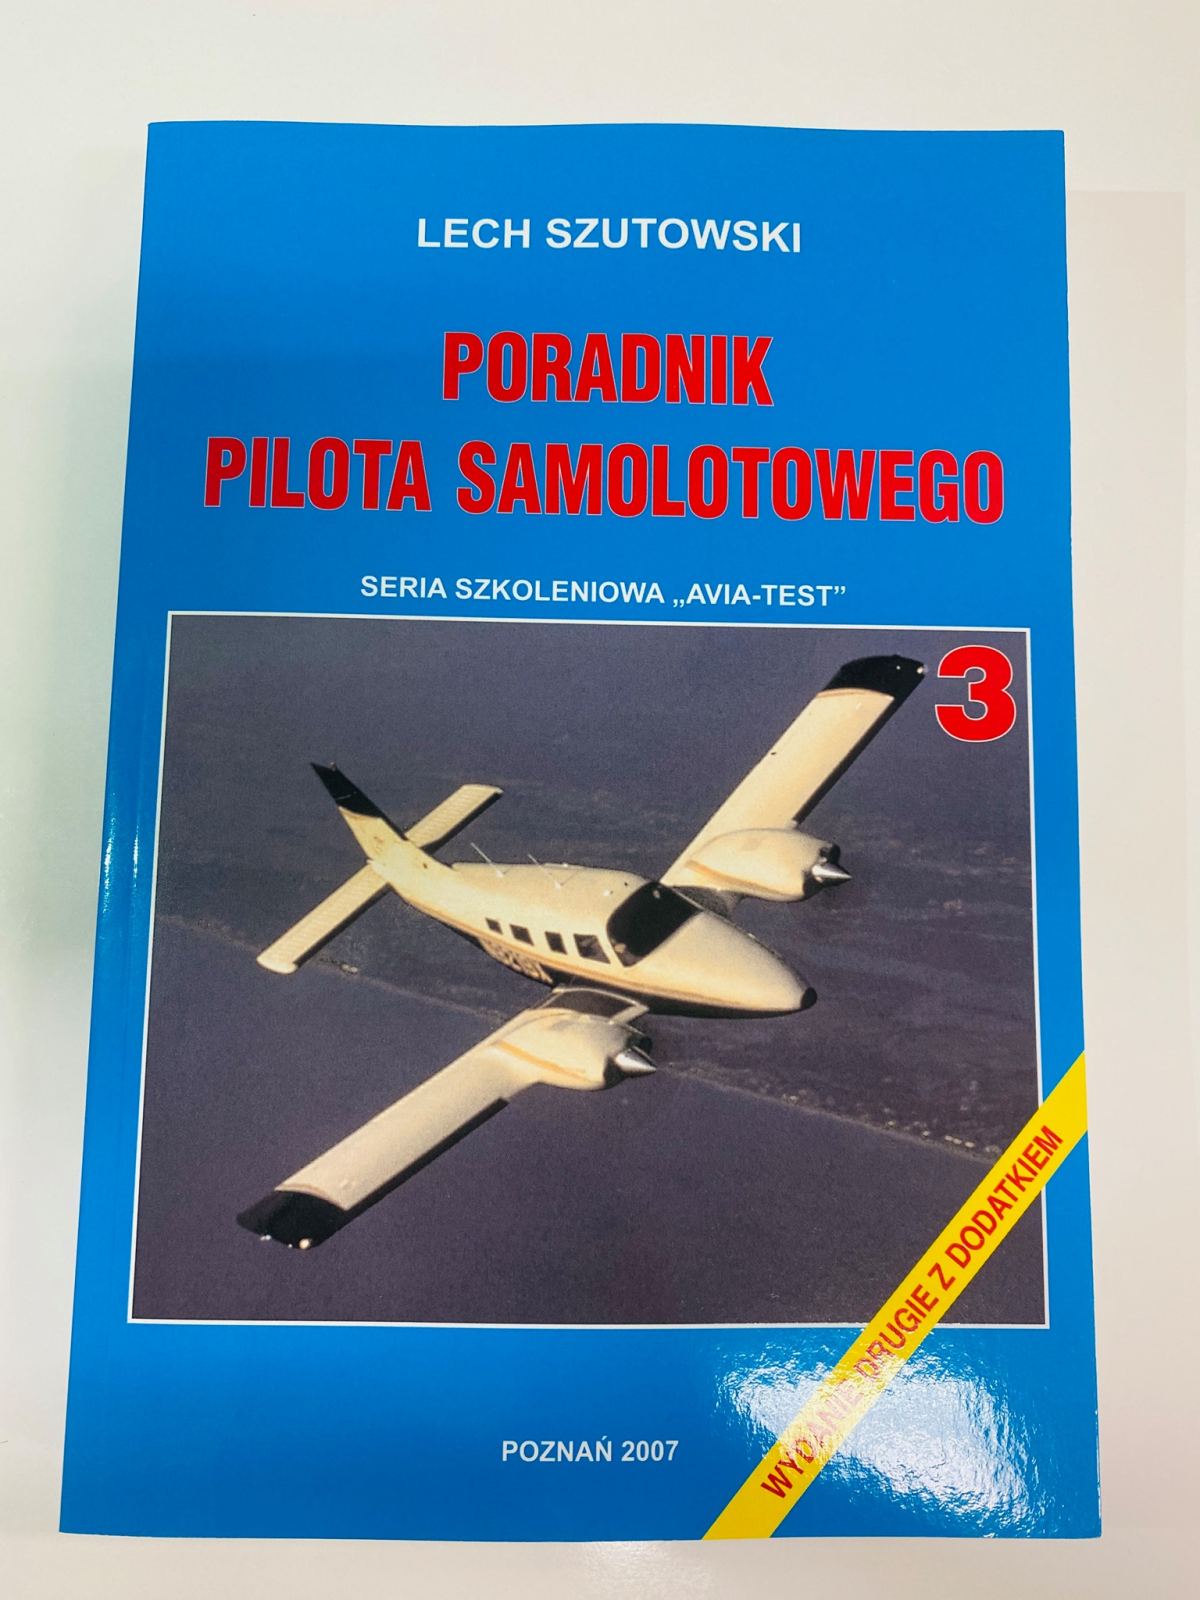 LECH SZUTOWSKI
PORADNIK
PILOTA SAMOLOTOWEGO
SERIA SZKOLENIOWA „AVIA-TEST”
3
WYDANIE DRUGIE Z DODATKIEM
POZNAŃ 2007